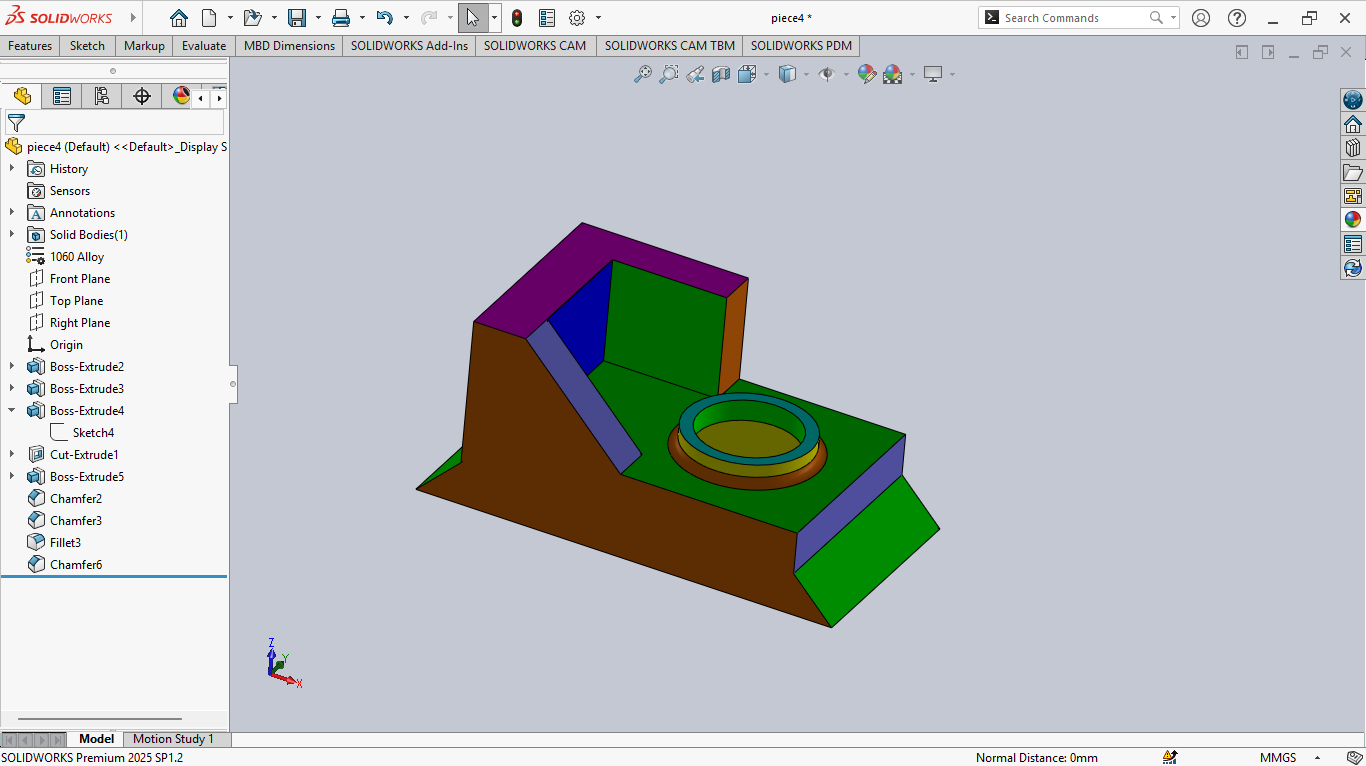 SOLIDWORKS
piece4 *
Search Commands
Features Sketch Markup Evaluate MBD Dimensions SOLIDWORKS Add-Ins SOLIDWORKS CAM SOLIDWORKS CAM TBM SOLIDWORKS PDM
piece4 (Default) <<Default>_Display S
History
Sensors
A Annotations
Solid Bodies(1)
1060 Alloy
Front Plane
Top Plane
Right Plane
Origin
Boss-Extrude2
Boss-Extrude3
Boss-Extrude4
Sketch4
Cut-Extrude1
Boss-Extrude5
Chamfer2
Chamfer3
Fillet3
Chamfer6
Z
Y
X
Model Motion Study 1
SOLIDWORKS Premium 2025 SP1.2 Normal Distance: 0mm MMGS